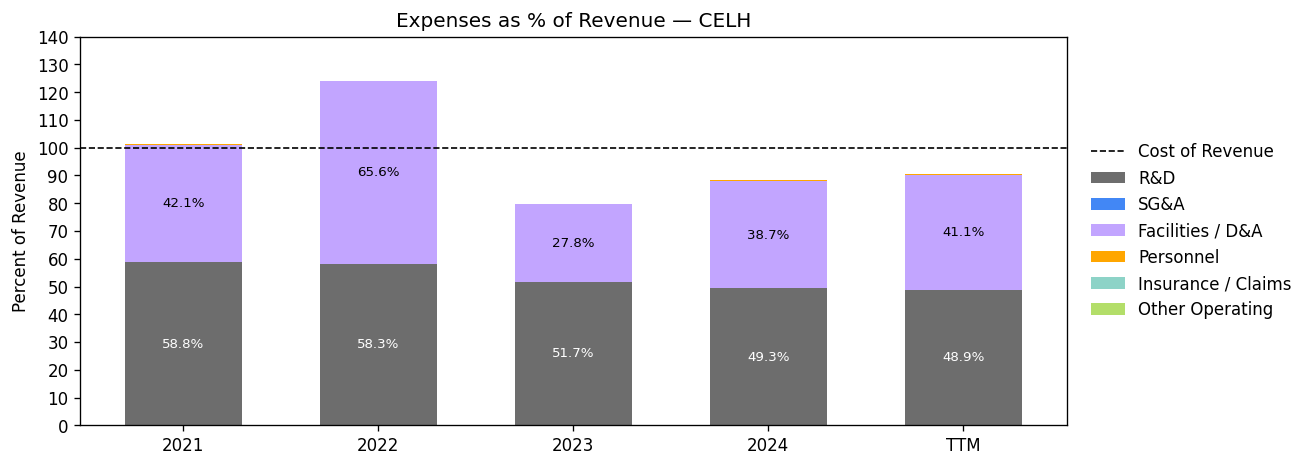 Expenses as % of Revenue — CELH
Percent of Revenue
140
130
120
110
100
90
80
70
60
50
40
30
20
10
0
42.1%
58.8%
65.6%
58.3%
27.8%
51.7%
38.7%
49.3%
41.1%
48.9%
2021
2022
2023
2024
TTM
Cost of Revenue
R&D
SG&A
Facilities / D&A
Personnel
Insurance / Claims
Other Operating